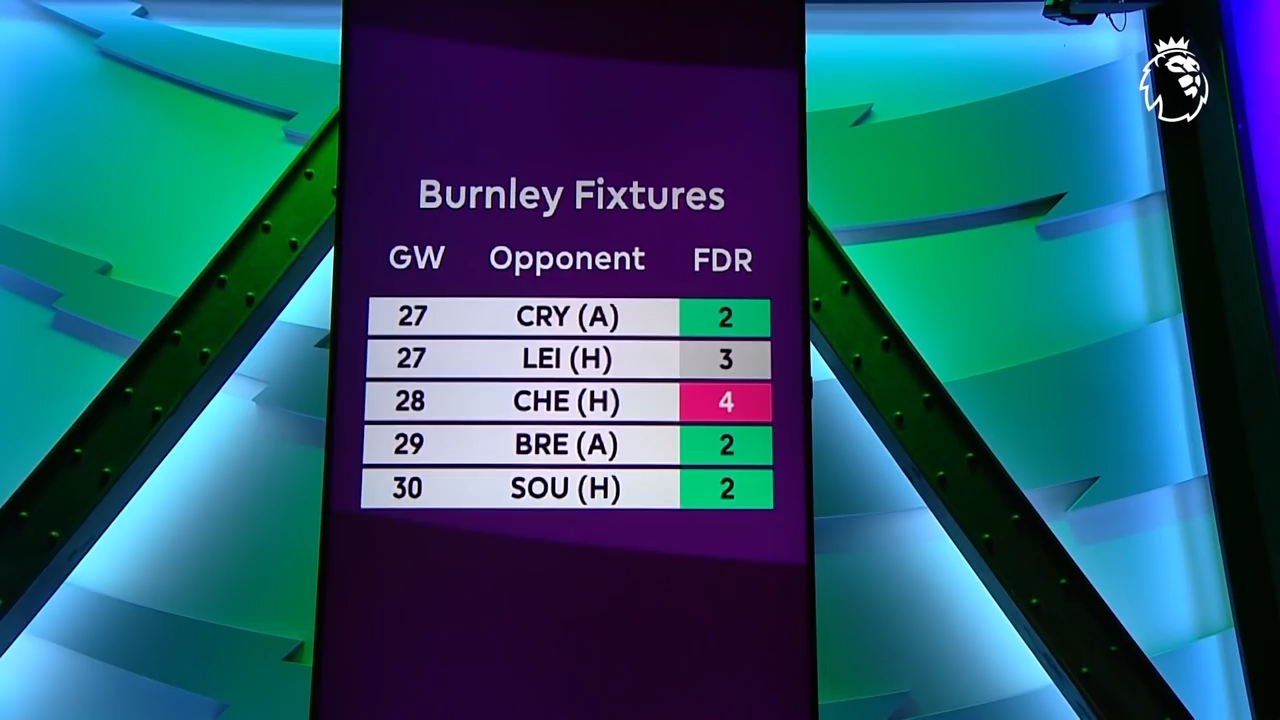 Burnley Fixtures
GW Opponent FDR
27 CRY (A) 2
27 LEI (H) 3
28 CHE (H) 4
29 BRE (A) 2
30 SOU (H) 2